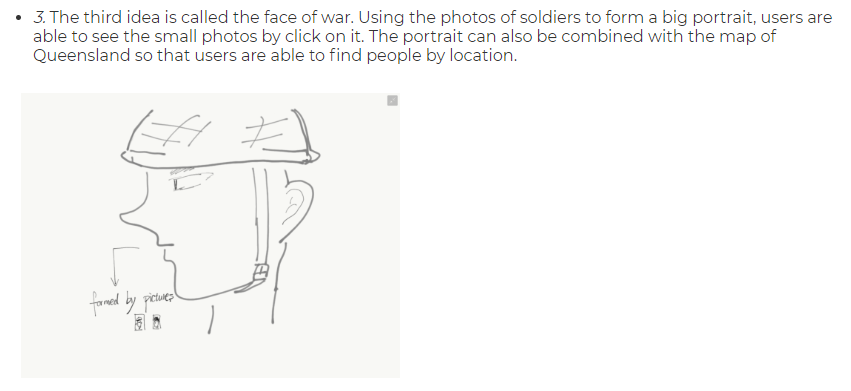 • 3. The third idea is called the face of war. Using the photos of soldiers to form a big portrait, users are
able to see the small photos by click on it. The portrait can also be combined with the map of
Queensland so that users are able to find people by location.
formed by pictures